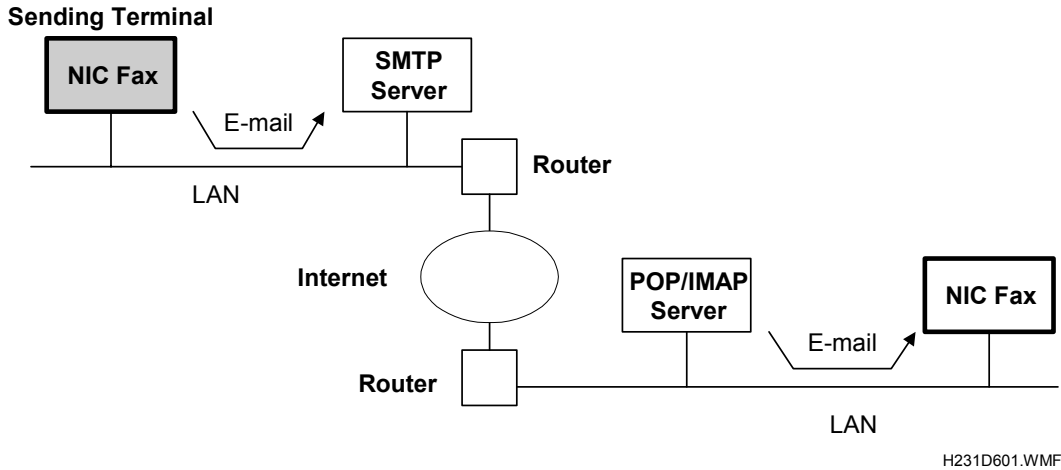 Sending Terminal
NIC Fax
SMTP
Server
E-mail
Router
LAN
Internet
POP/IMAP
Server
NIC Fax
E-mail
Router
LAN
H231D601.WMF